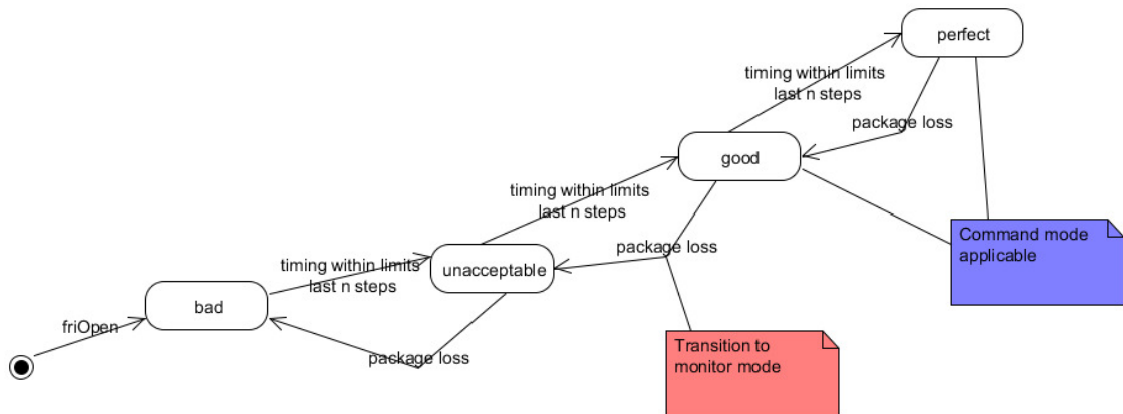 perfect
timing within limits
last n steps
package loss
good
timing within limits
last n steps
Command mode
applicable
package loss
unacceptable
timing within limits
last n steps
bad
friOpen
package loss
Transition to
monitor mode